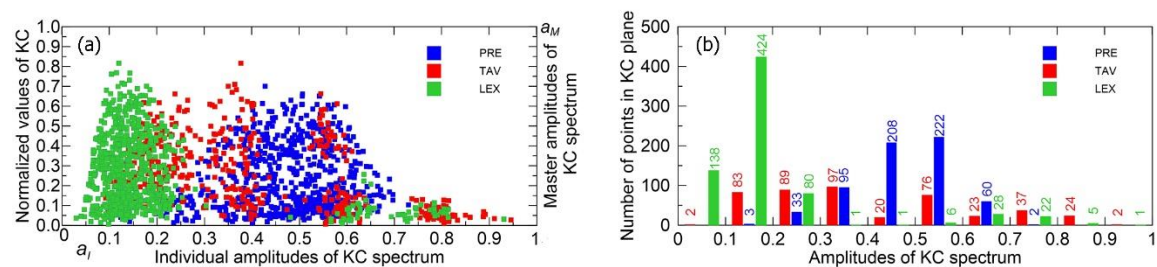 (a)
a_M
PRE
TAV
LEX
Normalized values of KC
1.0
0.9
0.8
0.7
0.6
0.5
0.4
0.3
0.2
0.1
0.0
Master amplitudes of
KC spectrum
0 0.1 0.2 0.3 0.4 0.5 0.6 0.7 0.8 0.9 1
a_I
Individual amplitudes of KC spectrum
(b)
PRE
TAV
LEX
Number of points in KC plane
500
400
300
200
100
0
2 138 83 3 424 89 33 80 97 95 1 20 208 1 76 222 6 23 60 28 37 2 22 24 5 2 1
0 0.1 0.2 0.3 0.4 0.5 0.6 0.7 0.8 0.9 1
Amplitudes of KC spectrum